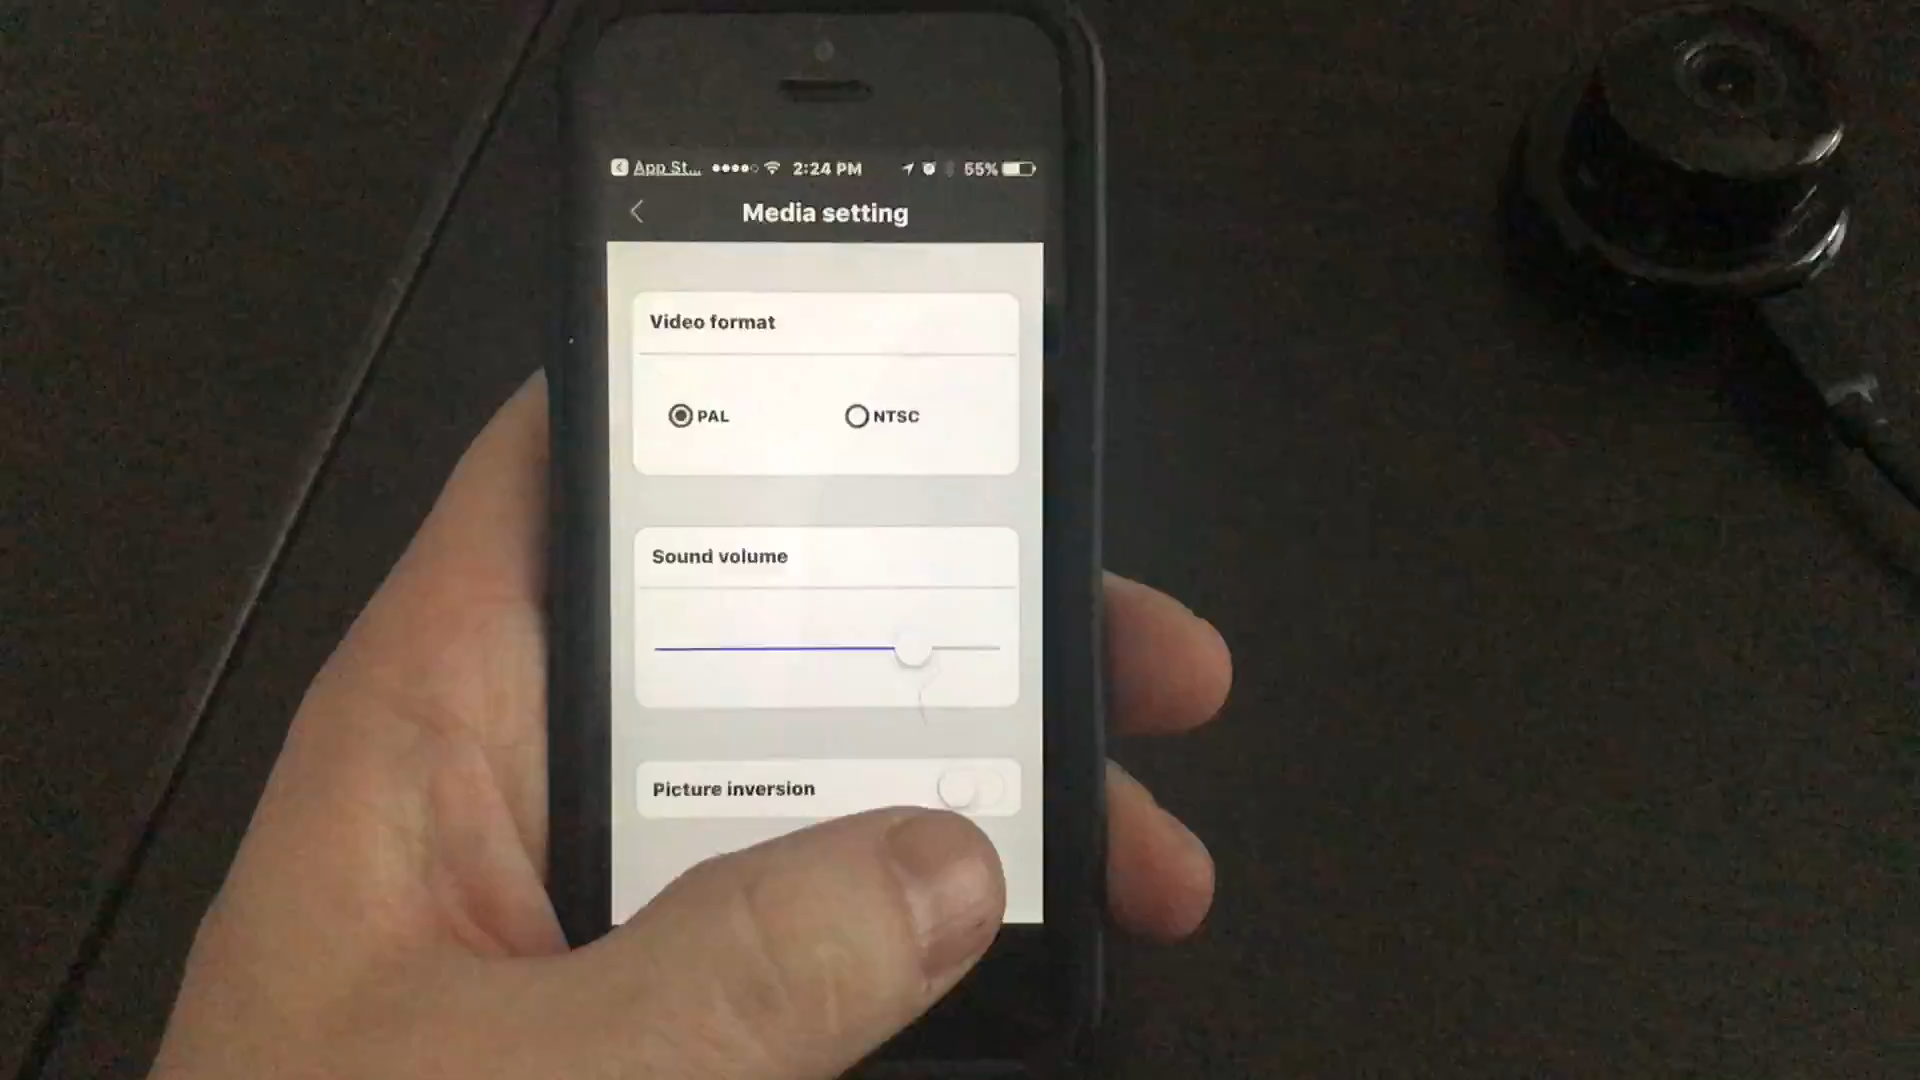 App St... 2:24 PM 55%
Media setting
Video format
PAL NTSC
Sound volume
Picture inversion